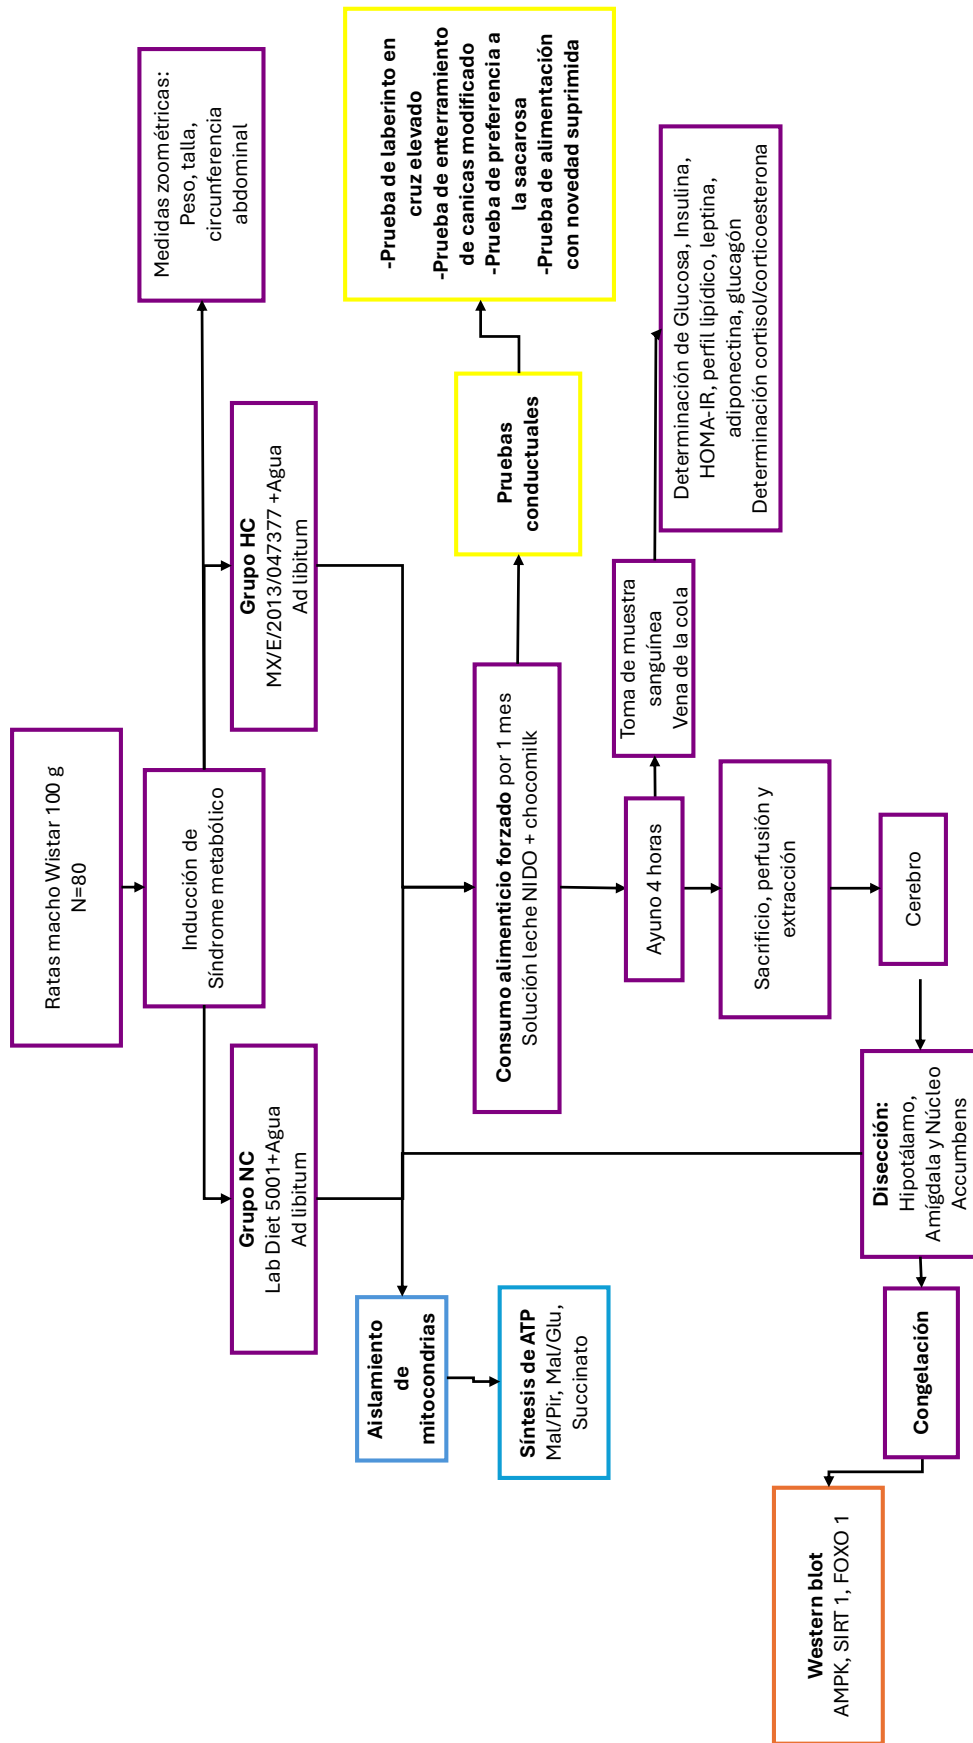 Ratas macho Wistar 100 g
N=80
Inducción de
Síndrome metabólico
Medidas zoométricas:
Peso, talla,
circunferencia
abdominal
Grupo NC
Lab Diet 5001+Agua
Ad libitum
Grupo HC
MX/E/2013/047377 +Agua
Ad libitum
Consumo alimenticio forzado por 1 mes
Solución leche NIDO + chocomilk
Pruebas
conductuales
-Prueba de laberinto en
cruz elevado
-Prueba de enterramiento
de canicas modificado
-Prueba de preferencia a
la sacarosa
-Prueba de alimentación
con novedad suprimida
Ayuno 4 horas
Toma de muestra
sanguínea
Vena de la cola
Determinación de Glucosa, Insulina,
HOMA-IR, perfil lipídico, leptina,
adiponectina, glucagón
Determinación cortisol/corticoesterona
Sacrificio, perfusión y
extracción
Cerebro
Disección:
Hipotálamo,
Amígdala y Núcleo
Accumbens
Aislamiento
de
mitocondrias
Síntesis de ATP
Mal/Pir, Mal/Glu,
Succinato
Congelación
Western blot
AMPK, SIRT 1, FOXO 1